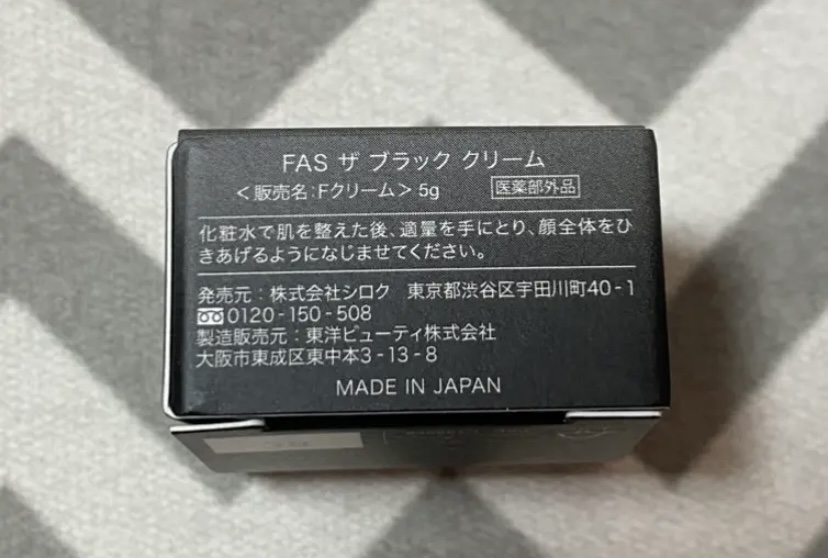 FAS ザ ブラック クリーム
＜販売名:Fクリーム＞ 5g 医薬部外品
化粧水で肌を整えた後、適量を手にとり、顔全体をひ
きあげるようになじませてください。
発売元：株式会社シロク 東京都渋谷区宇田川町40-1
0120-150-508
製造販売元：東洋ビューティ株式会社
大阪市東成区東中本3-13-8
MADE IN JAPAN